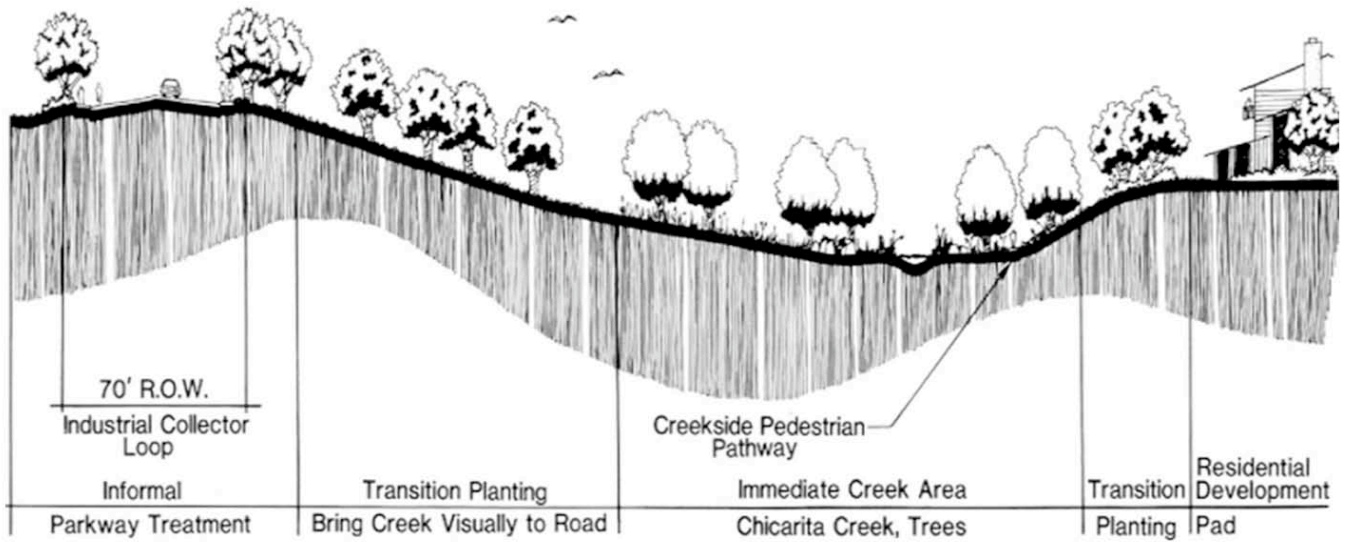 70' R.O.W.
Industrial Collector
Loop
Creekside Pedestrian
Pathway
Informal
Parkway Treatment
Transition Planting
Bring Creek Visually to Road
Immediate Creek Area
Chicarita Creek, Trees
Transition
Planting
Residential
Development
Pad